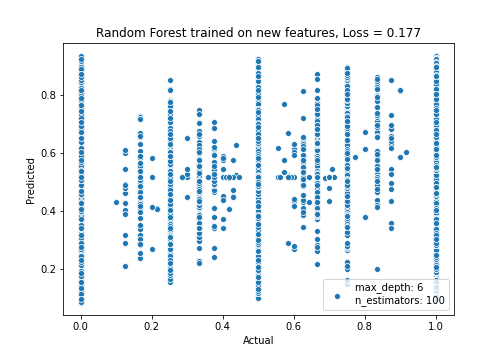 Random Forest trained on new features, Loss = 0.177
Predicted
0.8
0.6
0.4
0.2
max_depth: 6
n_estimators: 100
0.0 0.2 0.4 0.6 0.8 1.0
Actual